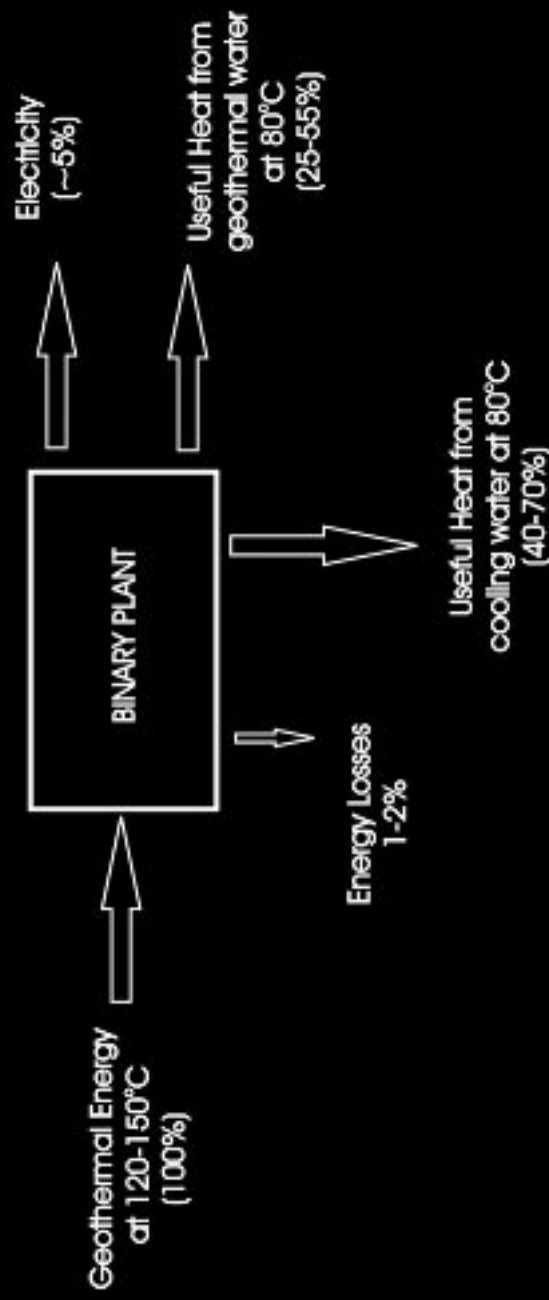 Geothermal Energy
at 120-150°C
(100%)
BINARY PLANT
Electricity
(~5%)
Useful Heat from
geothermal water
at 80°C
(25-55%)
Energy Losses
1-2%
Useful Heat from
cooling water at 80°C
(40-70%)